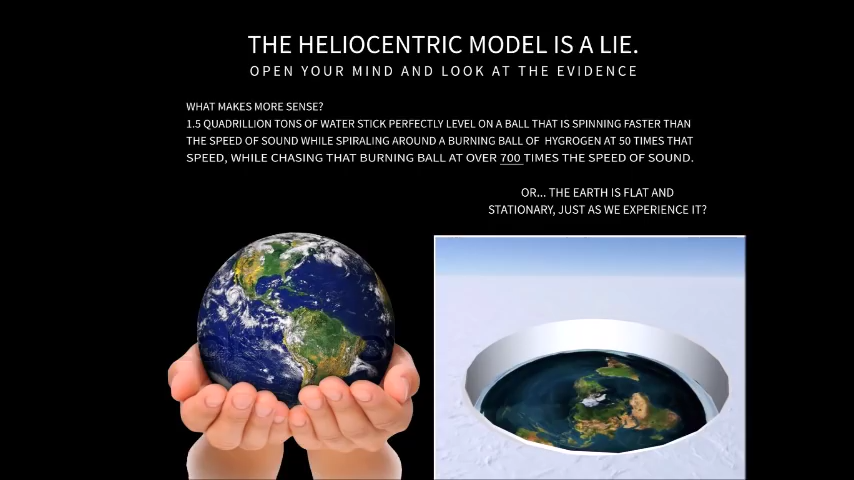 THE HELIOCENTRIC MODEL IS A LIE.
OPEN YOUR MIND AND LOOK AT THE EVIDENCE
WHAT MAKES MORE SENSE?
1.5 QUADRILLION TONS OF WATER STICK PERFECTLY LEVEL ON A BALL THAT IS SPINNING FASTER THAN
THE SPEED OF SOUND WHILE SPIRALING AROUND A BURNING BALL OF HYGROGEN AT 50 TIMES THAT
SPEED, WHILE CHASING THAT BURNING BALL AT OVER 700 TIMES THE SPEED OF SOUND.
OR... THE EARTH IS FLAT AND
STATIONARY, JUST AS WE EXPERIENCE IT?